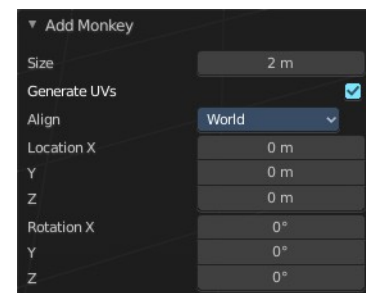 Add Monkey
Size 2 m
Generate UVs
Align World
Location X 0 m
Y 0 m
Z 0 m
Rotation X 0°
Y 0°
Z 0°